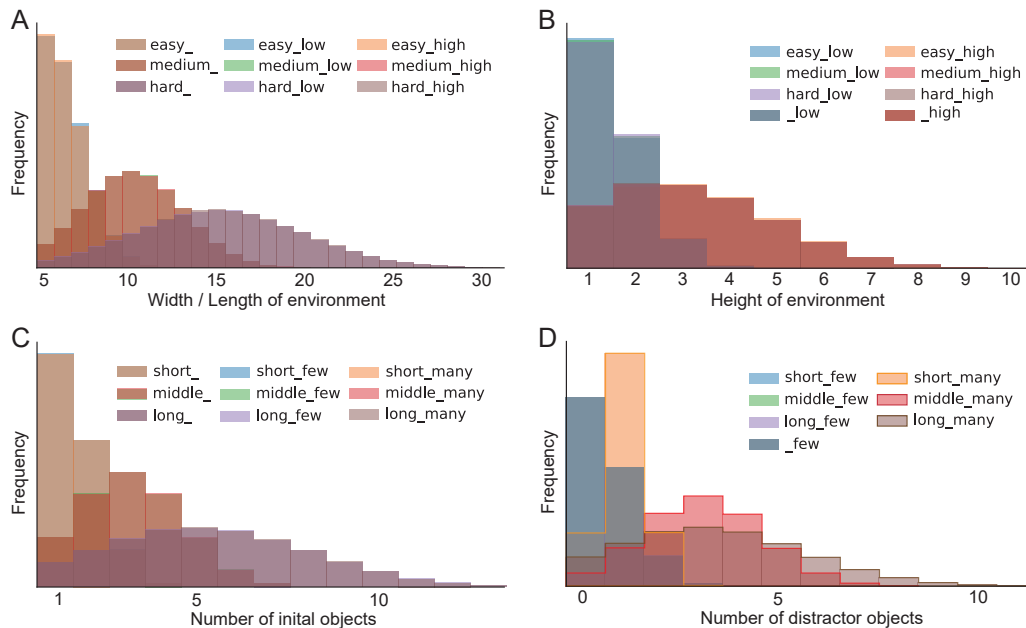 A
easy_ easy_low easy_high
medium_ medium_low medium_high
hard_ hard_low hard_high
Frequency
5 10 15 20 25 30
Width / Length of environment
B
easy_low easy_high
medium_low medium_high
hard_low hard_high
_low _high
Frequency
1 2 3 4 5 6 7 8 9 10
Height of environment
C
short_ short_few short_many
middle_ middle_few middle_many
long_ long_few long_many
Frequency
1 5 10
Number of inital objects
D
short_few short_many
middle_few middle_many
long_few long_many
_few
Frequency
0 5 10
Number of distractor objects